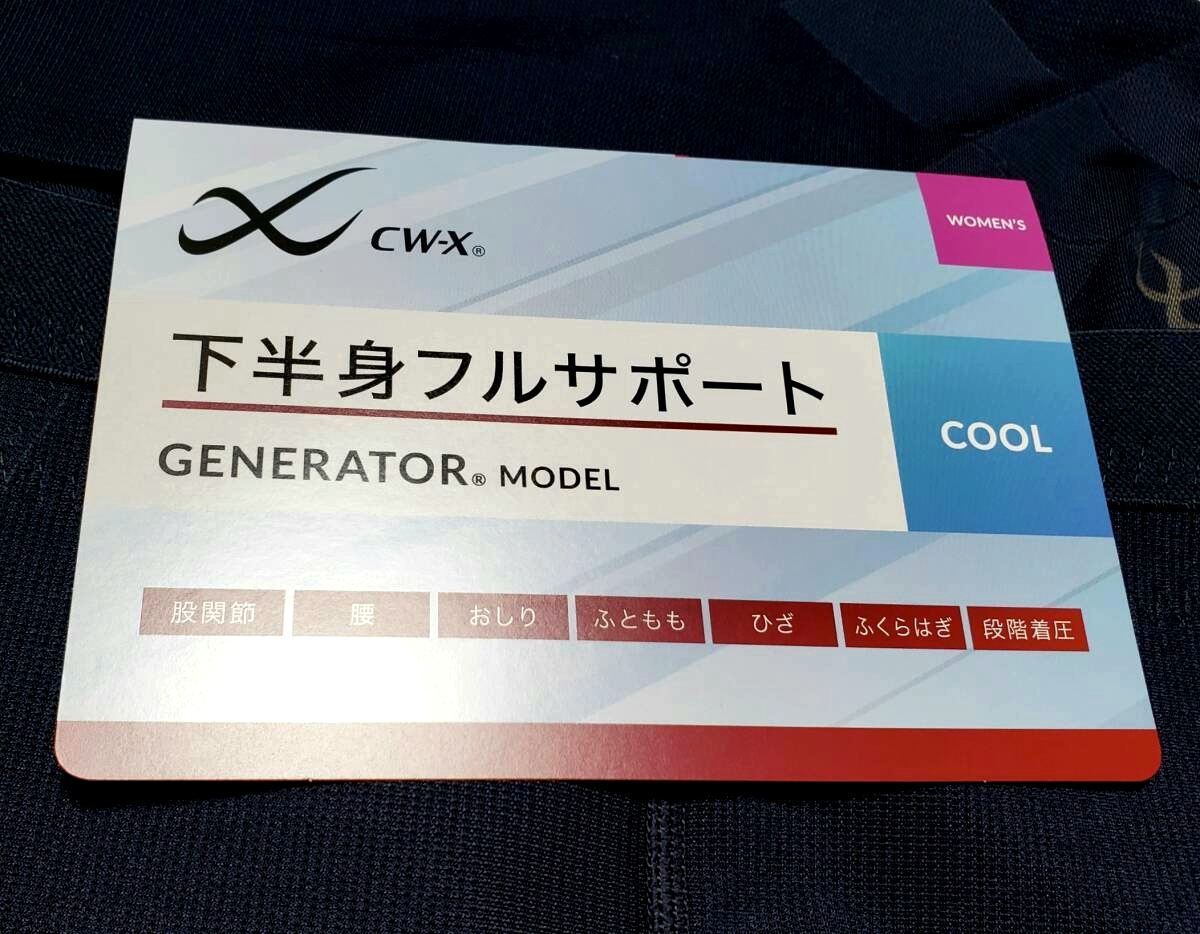 CW-X®
WOMEN'S
下半身フルサポート
GENERATOR® MODEL
COOL
股関節 腰 おしり ふともも ひざ ふくらはぎ 段階着圧